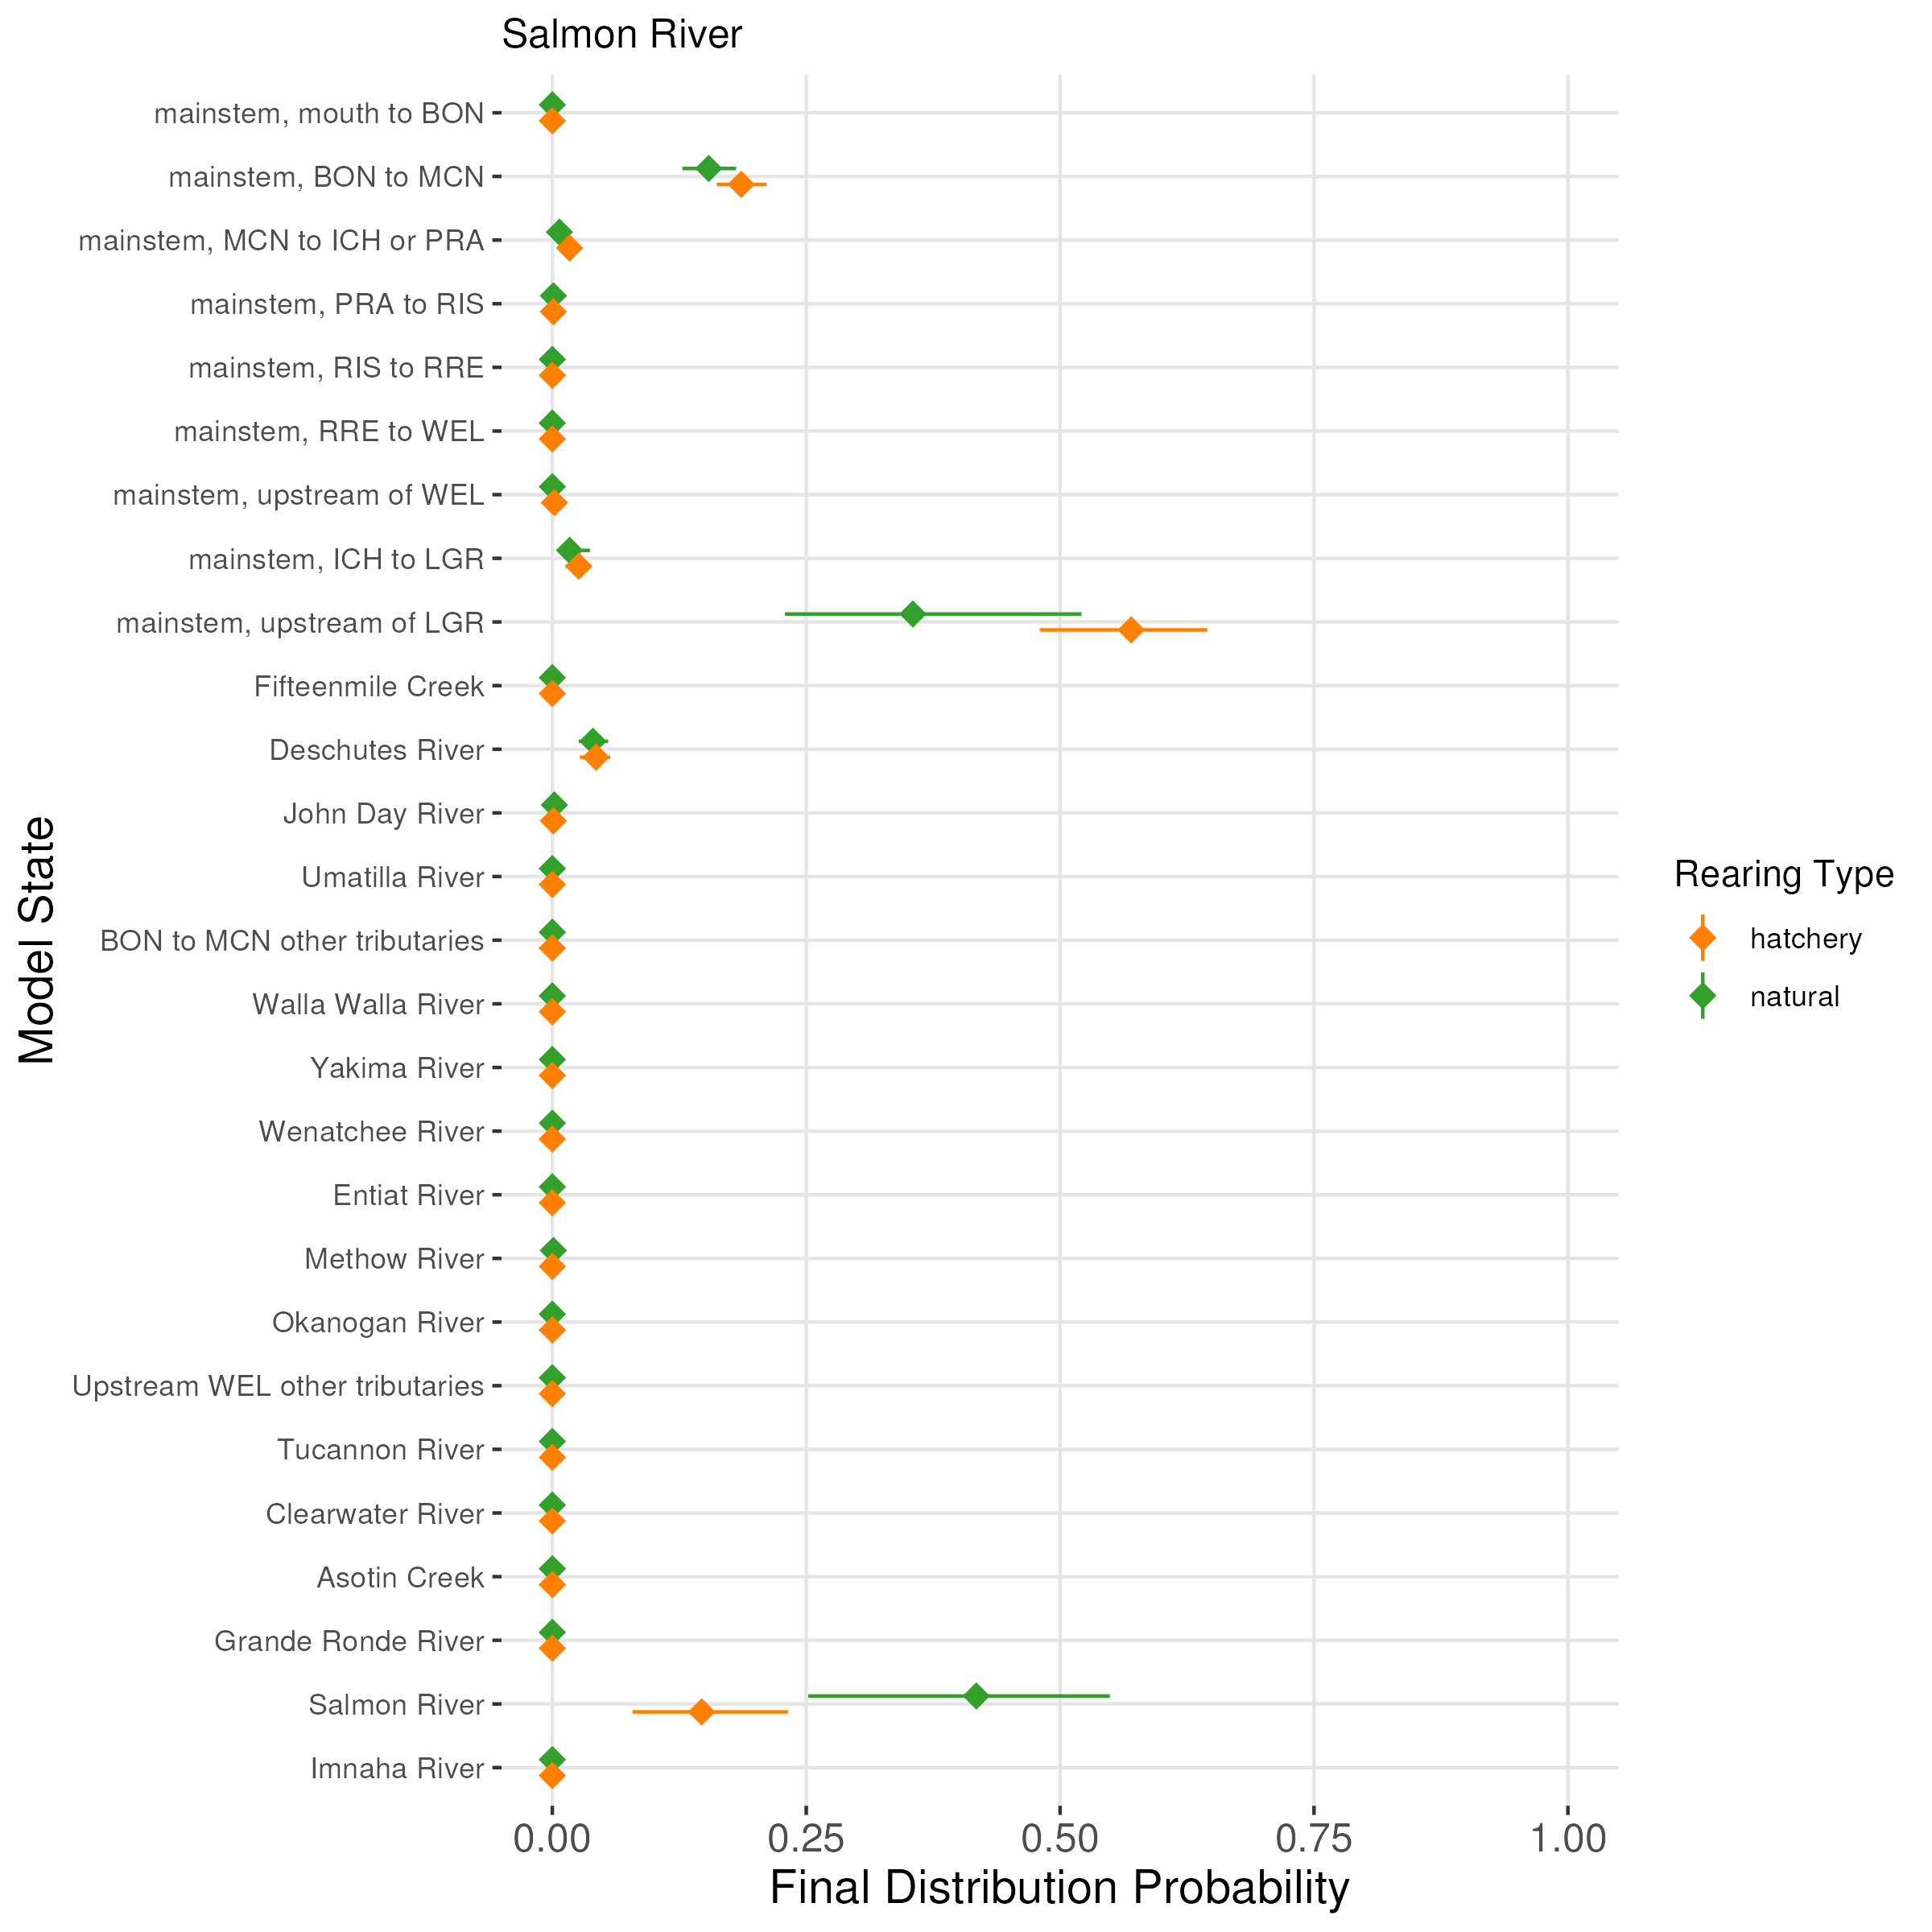 Salmon River
mainstem, mouth to BON
mainstem, BON to MCN
mainstem, MCN to ICH or PRA
mainstem, PRA to RIS
mainstem, RIS to RRE
mainstem, RRE to WEL
mainstem, upstream of WEL
mainstem, ICH to LGR
mainstem, upstream of LGR
Fifteenmile Creek
Deschutes River
John Day River
Umatilla River
BON to MCN other tributaries
Walla Walla River
Yakima River
Wenatchee River
Entiat River
Methow River
Okanogan River
Upstream WEL other tributaries
Tucannon River
Clearwater River
Asotin Creek
Grande Ronde River
Salmon River
Imnaha River
Model State
0.00 0.25 0.50 0.75 1.00
Final Distribution Probability
Rearing Type
hatchery
natural